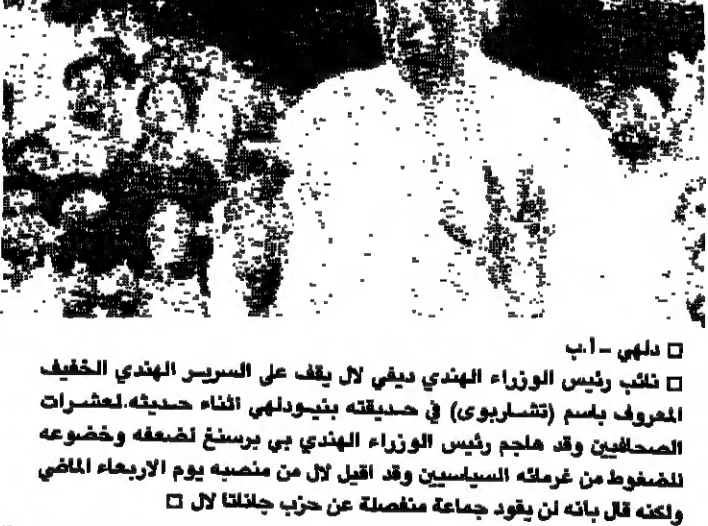 □ دلهي – أ.ب
□ نائب رئيس الوزراء الهندي ديفي لال يقف على السرير الهندي الخفيف
المعروف باسم (تشاربوى) في حديقته بنيودلهي اثناء حديثه.لعشرات
الصحافيين وقد هاجم رئيس الوزراء الهندي بي برسنغ لضعفه وخضوعه
للضغوط من غرمائه السياسيين وقد اقيل لال من منصبه يوم الاربعاء الماضي
ولكنه قال بانه لن يقود جماعة منفصلة عن حزب جاناتا لال □